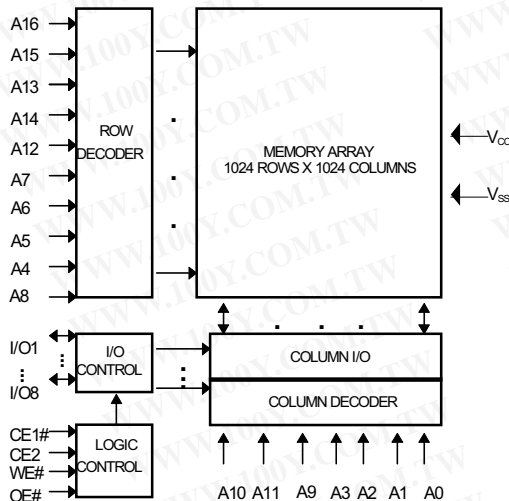 A16
A15
A13
A14
A12
A7
A6
A5
A4
A8
ROW
DECODER
MEMORY ARRAY
1024 ROWS X 1024 COLUMNS
VCC
VSS
I/O1
I/O8
I/O
CONTROL
COLUMN I/O
COLUMN DECODER
CE1#
CE2
WE#
OE#
LOGIC
CONTROL
A10 A11 A9 A3 A2 A1 A0
WWW.100Y.COM.TW